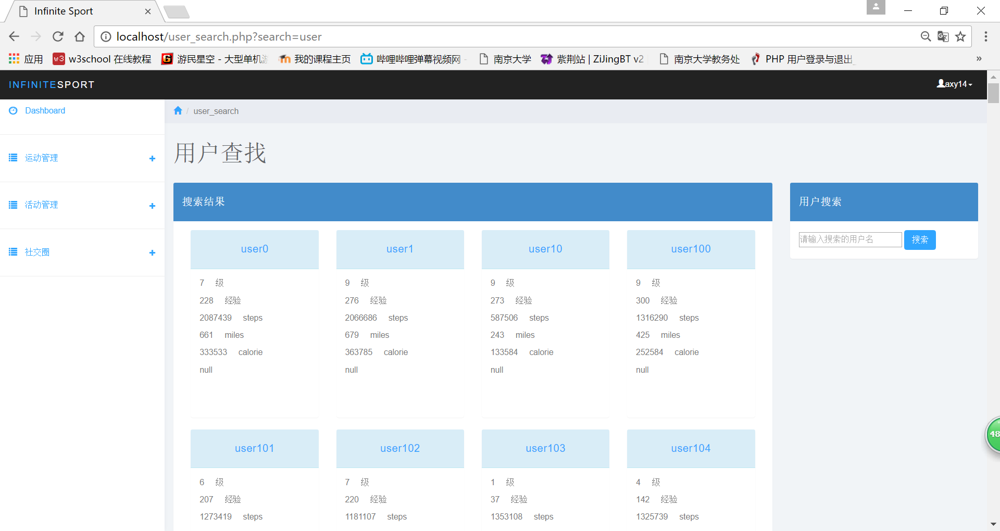 Infinite Sport
localhost/user_search.php?search=user
应用 w3school 在线教程 游民星空 - 大型单机游 我的课程主页 哔哩哔哩弹幕视频网 - 南京大学 紫荆站 | ZiJingBT v2 南京大学教务处 PHP 用户登录与退出_ »
INFINITESPORT axy14
Dashboard
运动管理
活动管理
社交圈
/ user_search
用户查找
搜索结果
user0 user1 user10 user100
7 级 9 级 9 级 9 级
228 经验 276 经验 273 经验 300 经验
2087439 steps 2066686 steps 587506 steps 1316290 steps
661 miles 679 miles 243 miles 425 miles
333533 calorie 363785 calorie 133584 calorie 252584 calorie
null null null null
user101 user102 user103 user104
6 级 7 级 1 级 4 级
207 经验 220 经验 37 经验 142 经验
1273419 steps 1181107 steps 1353108 steps 1325739 steps
用户搜索
请输入搜索的用户名 搜索
48